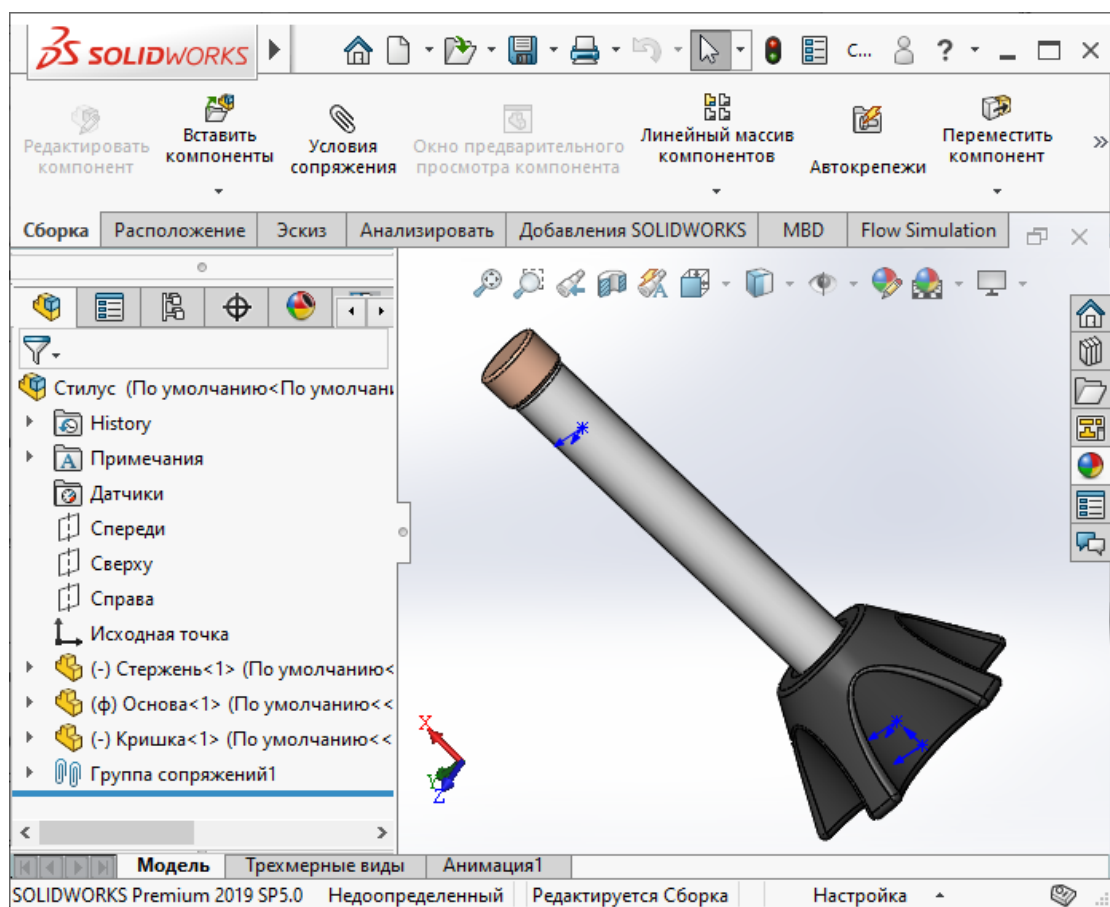 SOLIDWORKS
С... ?
Редактировать компонент
Вставить компоненты
Условия сопряжения
Окно предварительного просмотра компонента
Линейный массив компонентов
Автокрепежи
Переместить компонент
»
Сборка Расположение Эскиз Анализировать Добавления SOLIDWORKS MBD Flow Simulation
Стилус (По умолчанию<По умолчани
History
Примечания
Датчики
Спереди
Сверху
Справа
Исходная точка
(-) Стержень<1> (По умолчанию<
(ф) Основа<1> (По умолчанию<<
(-) Кришка<1> (По умолчанию<<
Группа сопряжений1
X
Y
Z
Модель Трехмерные виды Анимация1
SOLIDWORKS Premium 2019 SP5.0 Недоопределенный Редактируется Сборка Настройка